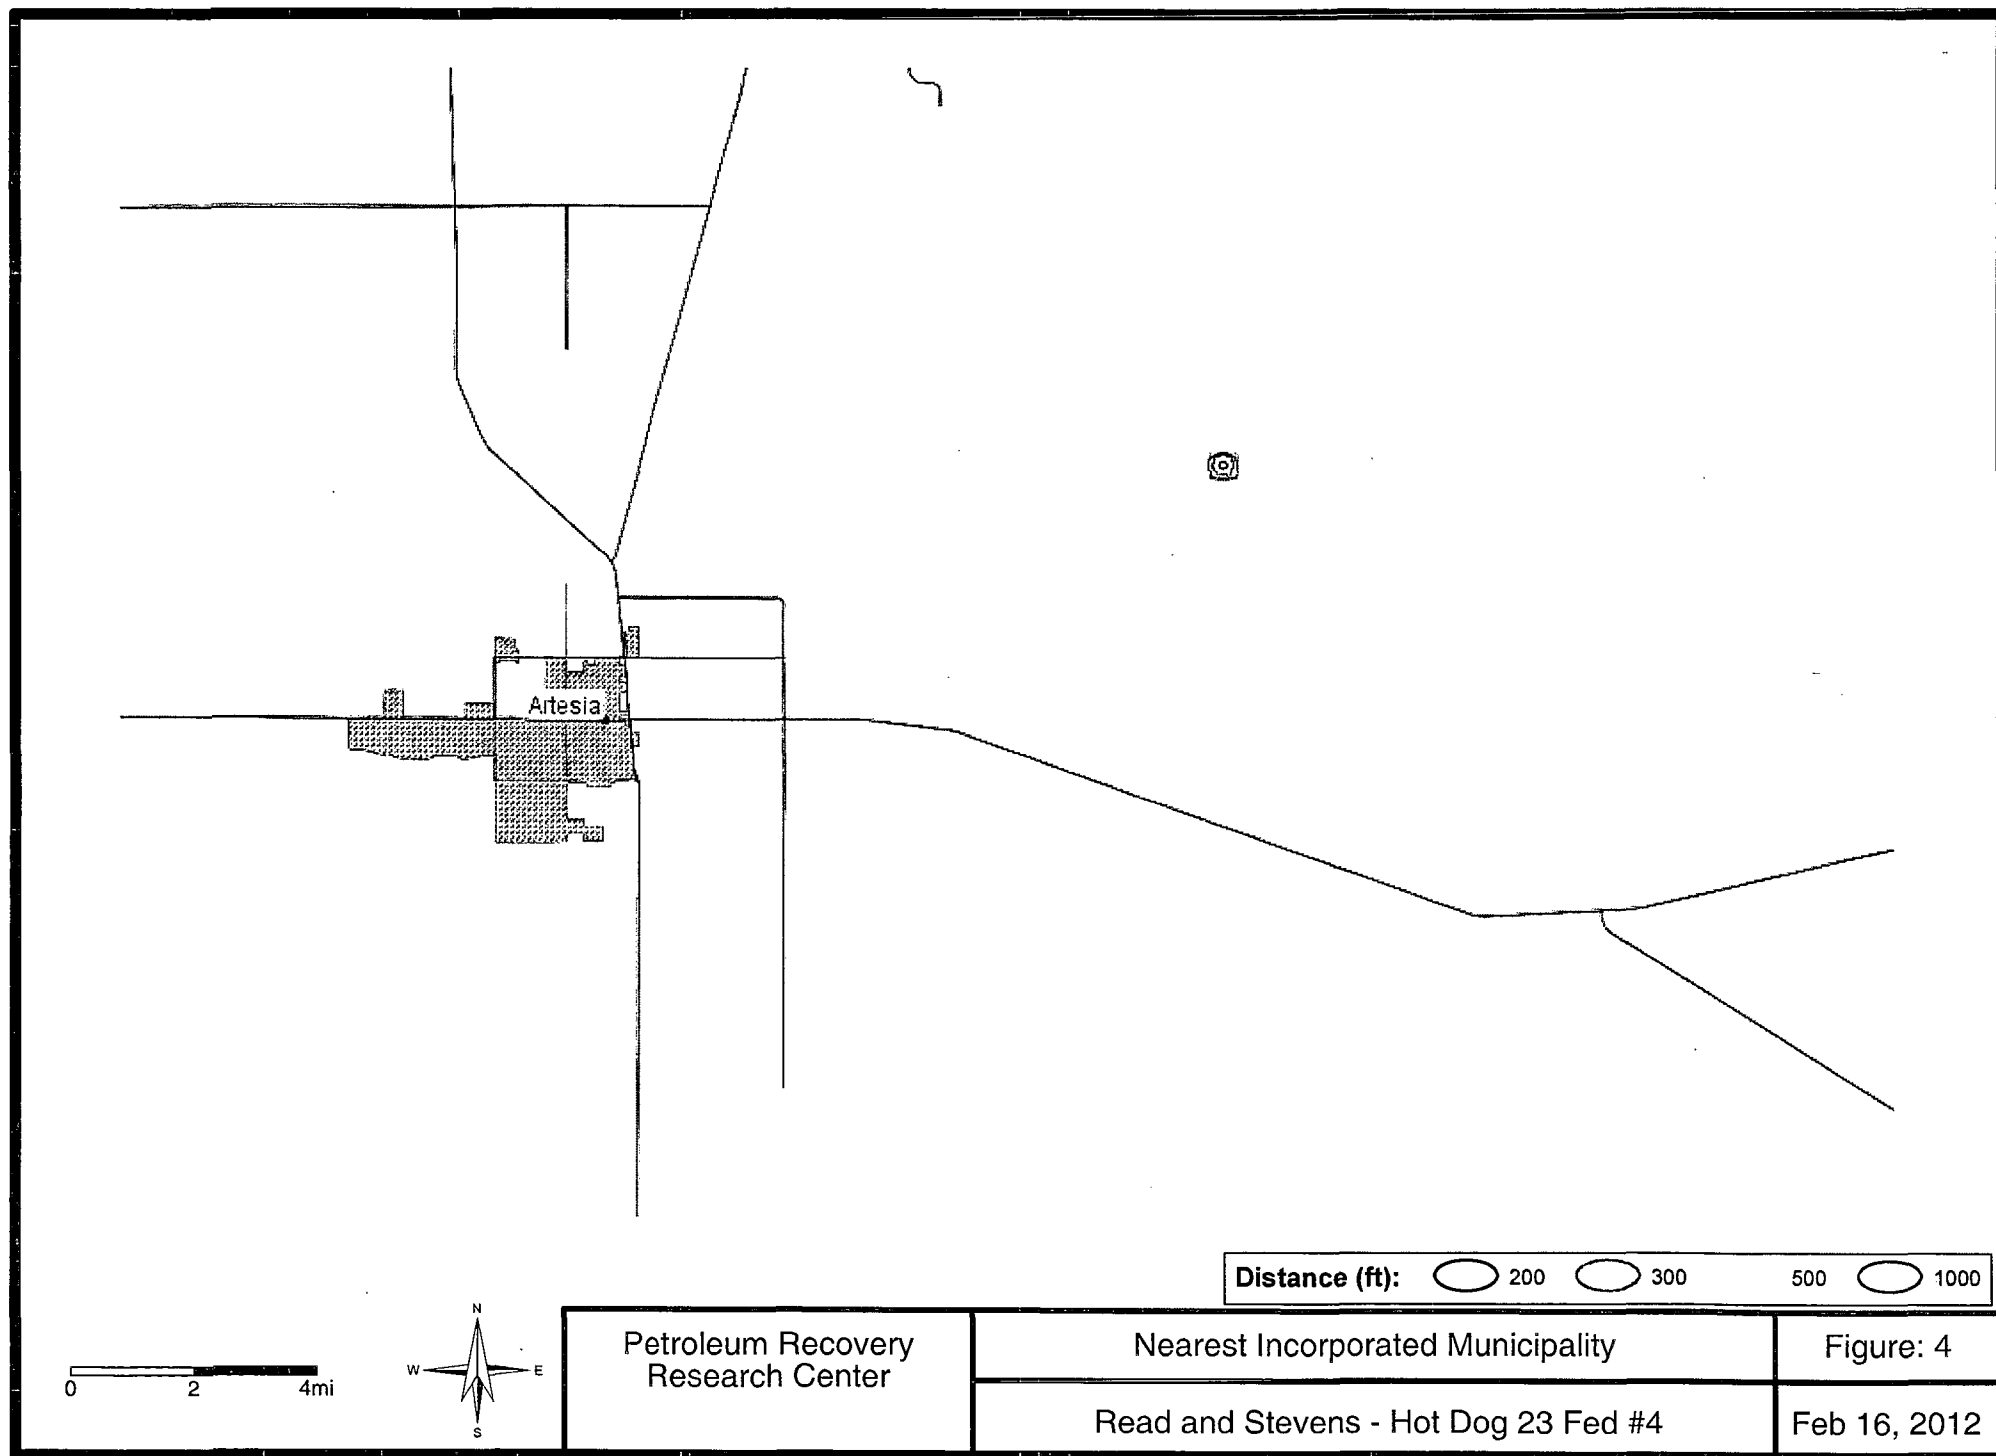 Artesia
Distance (ft): 200 300 500 1000
N
W E
S
0 2 4mi
Petroleum Recovery
Research Center
Nearest Incorporated Municipality
Figure: 4
Read and Stevens - Hot Dog 23 Fed #4
Feb 16, 2012